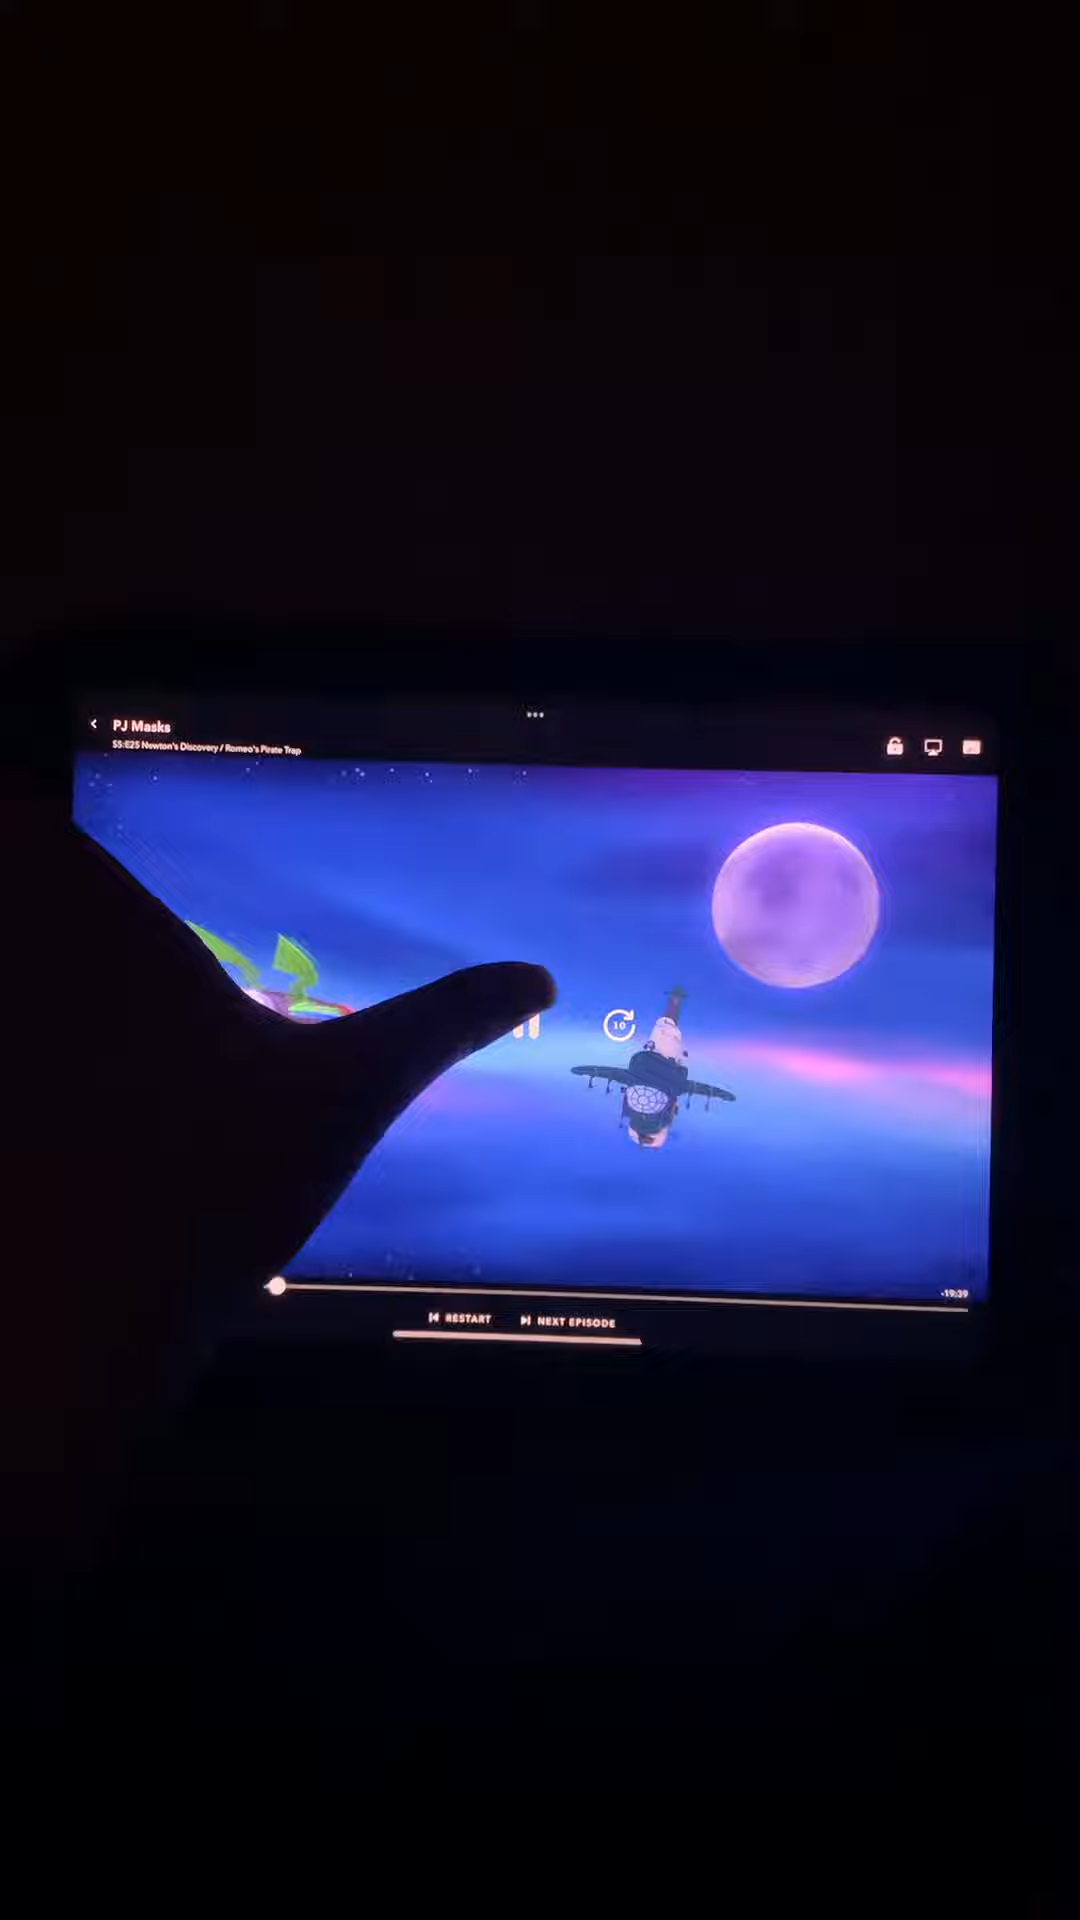 PJ Masks
S5:E25 Newton's Discovery / Romeo's Pirate Trap
10
-19:39
RESTART
NEXT EPISODE